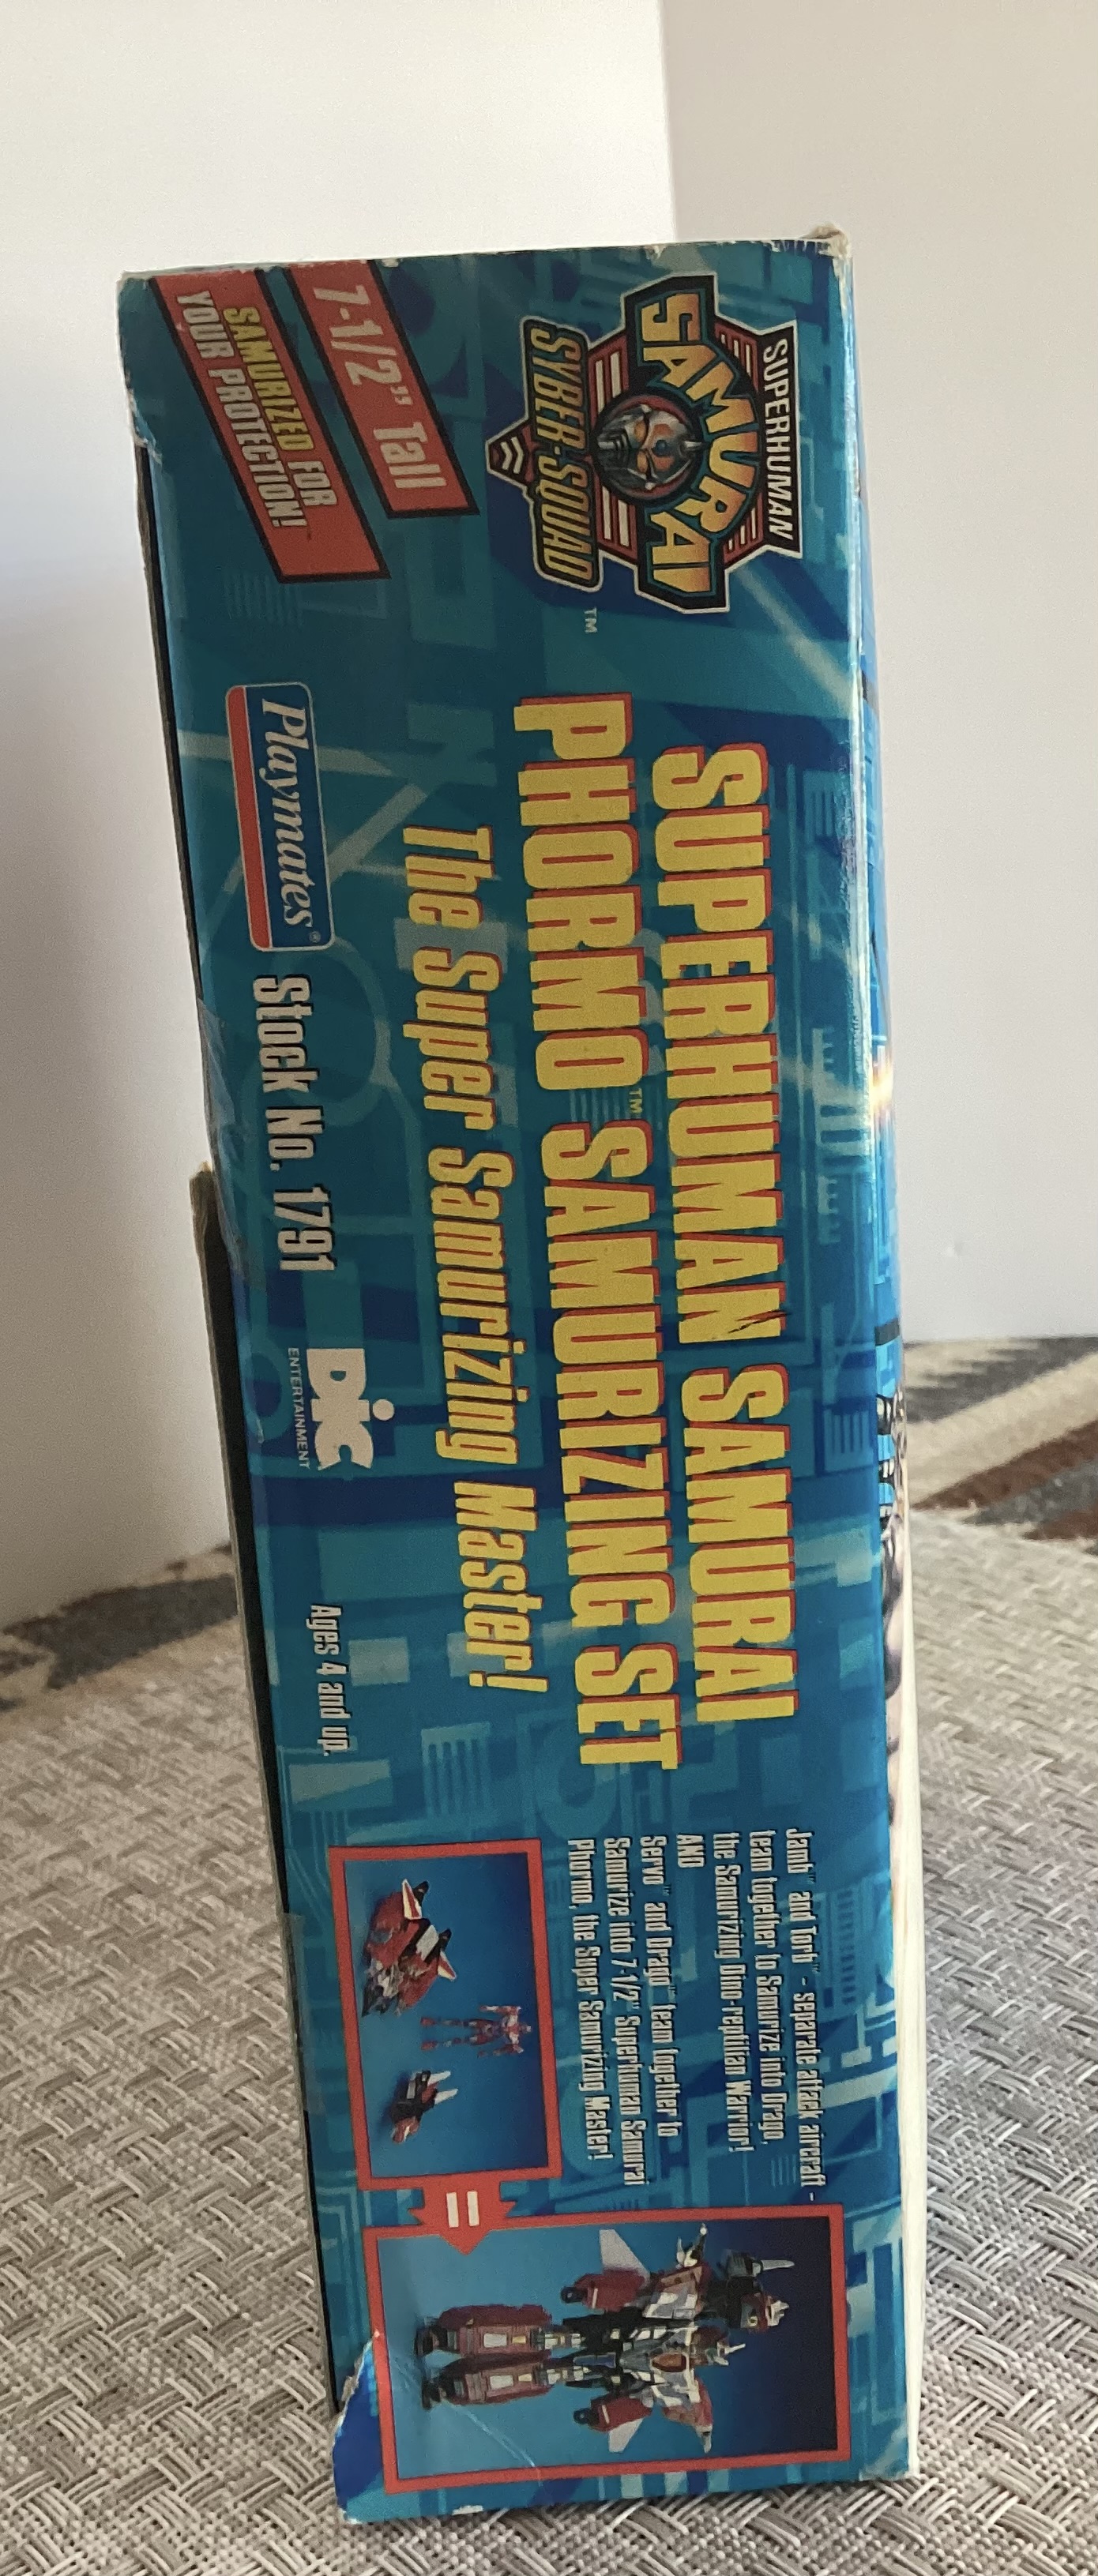 SUPERHUMAN
SAMURAI
SYBER-SQUAD
TM
7-1/2" Tall
SAMURIZED FOR
YOUR PROTECTION!
SUPERHUMAN SAMURAI
PHORMO™ SAMURIZING SET
The Super Samurizing Master!
Playmates® Stock No. 1791
DiC
ENTERTAINMENT
Ages 4 and up.
Jamb™ and Torb™ - separate attack aircraft -
team together to Samurize into Drago,
the Samurizing Dino-reptilian Warrior!
AND
Servo™ and Drago™ team together to
Samurize into 7-1/2" Superhuman Samurai
Phormo, the Super Samurizing Master!
=